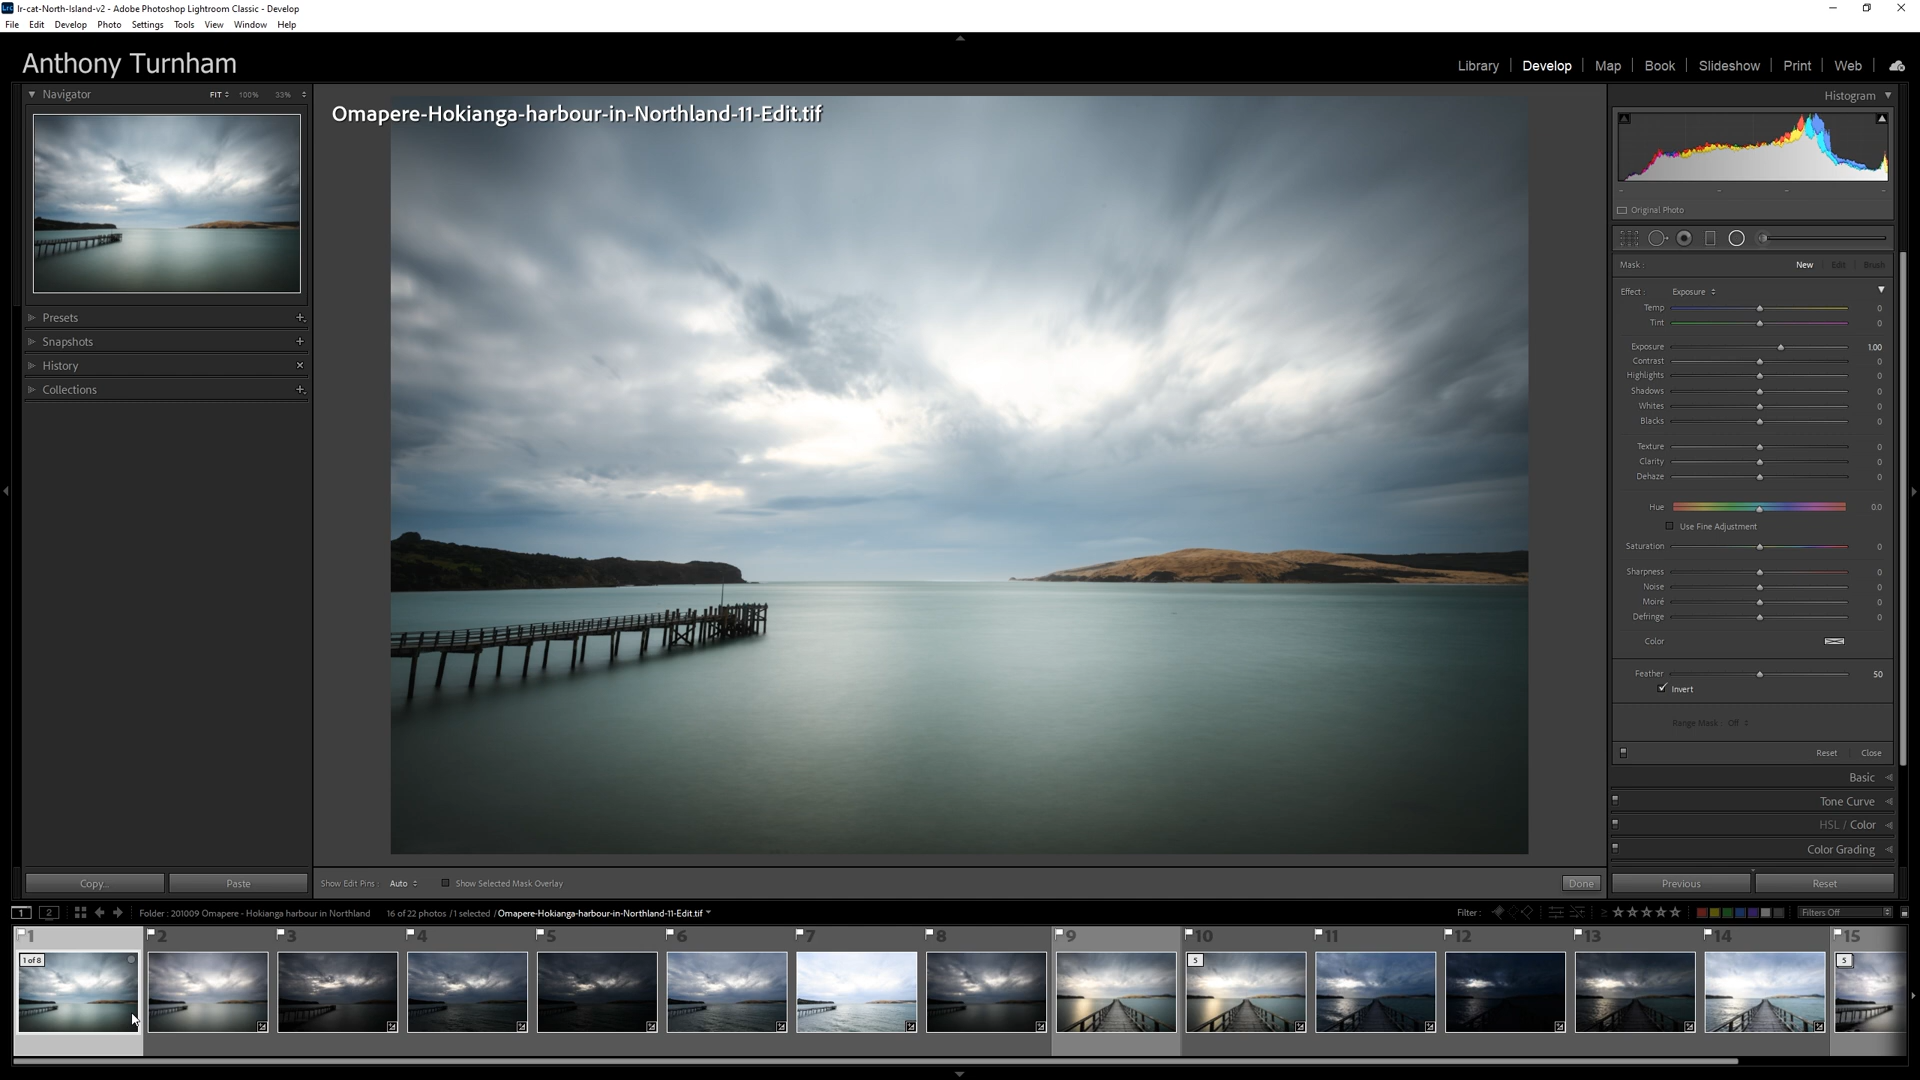 lr-cat-North-Island-v2 - Adobe Photoshop Lightroom Classic - Develop
File Edit Develop Photo Settings Tools View Window Help
Anthony Turnham
Library Develop Map Book Slideshow Print Web
Navigator FIT 100% 33%
Presets
Snapshots
History
Collections
Copy... Paste
Omapere-Hokianga-harbour-in-Northland-11-Edit.tif
Show Edit Pins : Auto Show Selected Mask Overlay Done
Histogram
Original Photo
Mask : New Edit Brush
Effect : Exposure
Temp 0
Tint 0
Exposure 1.00
Contrast 0
Highlights 0
Shadows 0
Whites 0
Blacks 0
Texture 0
Clarity 0
Dehaze 0
Hue 0.0
Use Fine Adjustment
Saturation 0
Sharpness 0
Noise 0
Moiré 0
Defringe 0
Color
Feather 50
Invert
Range Mask : Off
Reset Close
Basic
Tone Curve
HSL / Color
Color Grading
Previous Reset
1 2 Folder : 201009 Omapere - Hokianga harbour in Northland 16 of 22 photos / 1 selected / Omapere-Hokianga-harbour-in-Northland-11-Edit.tif Filter : Filters Off
1 2 3 4 5 6 7 8 9 10 11 12 13 14 15
1 of 8 5 5